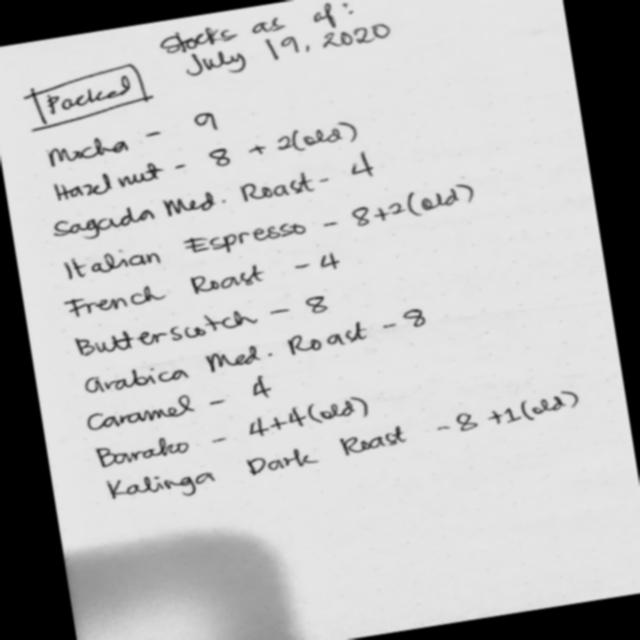 Stocks as of:
July 19, 2020
Packed
Mocha - 9
Hazelnut - 8 + 2(old)
Sagada Med. Roast - 4
Italian Espresso - 8+2(old)
French Roast - 4
Butterscotch - 8
Arabica Med. Roast - 8
Caramel - 4
Barako - 4+4(old)
Kalinga Dark Roast - 8 +1(old)